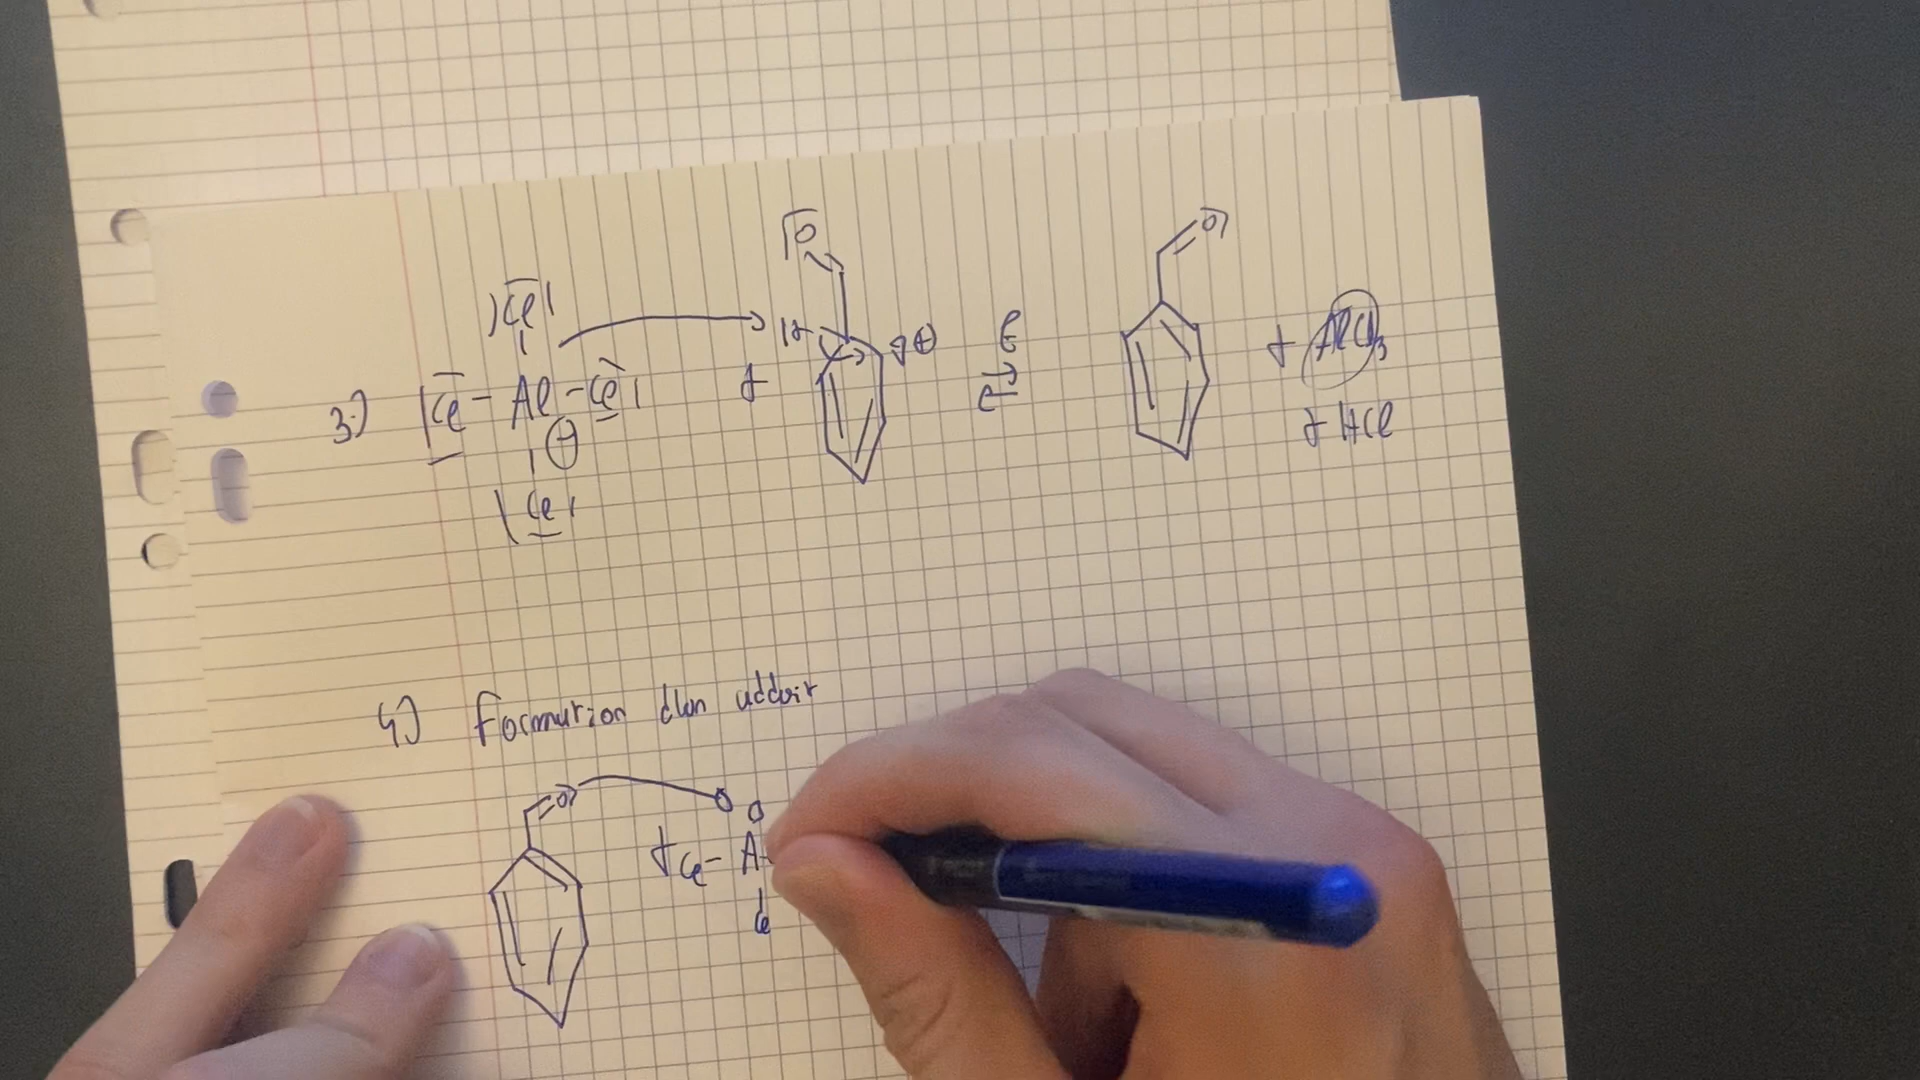 3.)
Cl - Al - Cl
Cl
Cl
+
H
⊕
O
O
+ AlCl3
+ HCl
4) Formation d'un adduit
O
+ Cl - Al
Cl